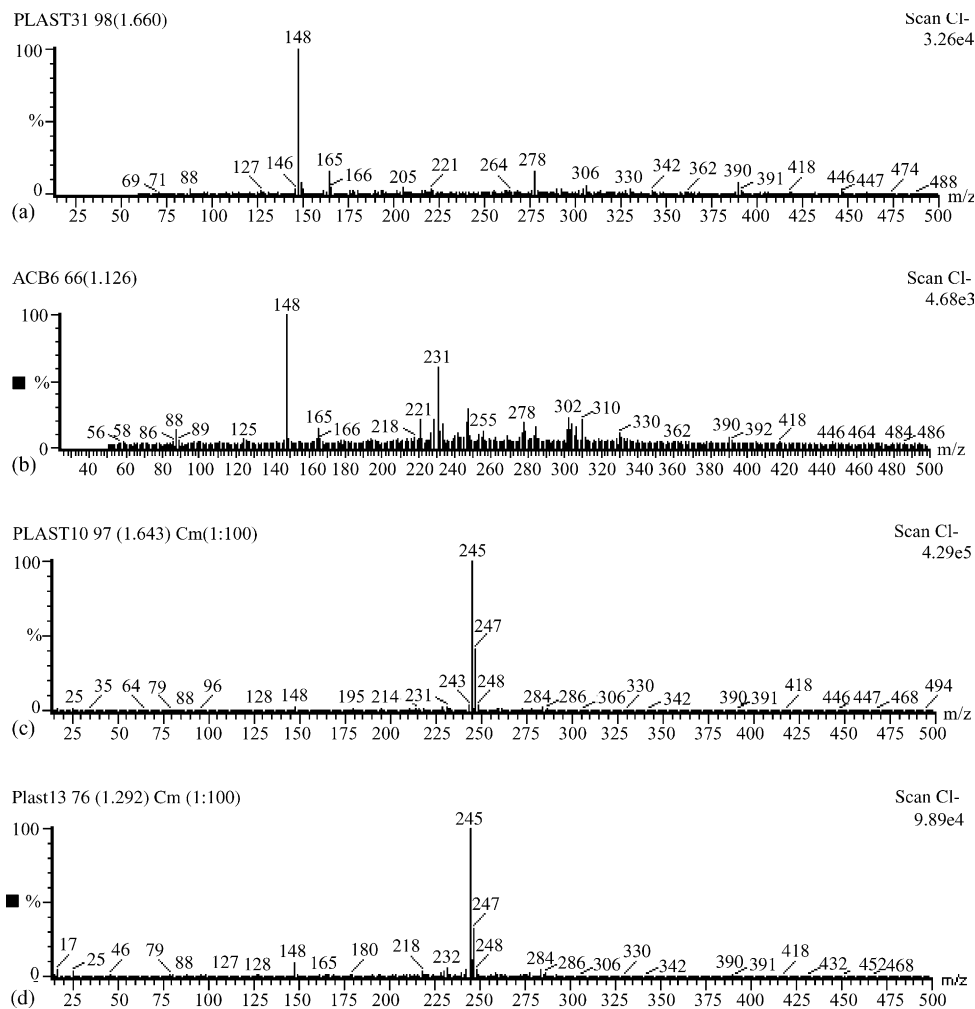 PLAST31 98(1.660) Scan Cl-
3.26e4
100
148
%
69 71 88 127 146 165 166 205 221 264 278 306 330 342 362 390 391 418 446 447 474 488
0
(a) 25 50 75 100 125 150 175 200 225 250 275 300 325 350 375 400 425 450 475 500 m/z
ACB6 66(1.126) Scan Cl-
4.68e3
100
148
231
%
56 58 86 88 89 125 165 166 218 221 255 278 302 310 330 362 390 392 418 446 464 484 486
0
(b) 40 60 80 100 120 140 160 180 200 220 240 260 280 300 320 340 360 380 400 420 440 460 480 500 m/z
PLAST10 97 (1.643) Cm(1:100) Scan Cl-
4.29e5
100
245
%
247
25 35 64 79 88 96 128 148 195 214 231 243 248 284 286 306 330 342 390 391 418 446 447 468 494
0
(c) 25 50 75 100 125 150 175 200 225 250 275 300 325 350 375 400 425 450 475 500 m/z
Plast13 76 (1.292) Cm (1:100) Scan Cl-
9.89e4
100
245
%
247
17 25 46 79 88 127 128 148 165 180 218 232 248 284 286 306 330 342 390 391 418 432 452 468
0
(d) 25 50 75 100 125 150 175 200 225 250 275 300 325 350 375 400 425 450 475 500 m/z